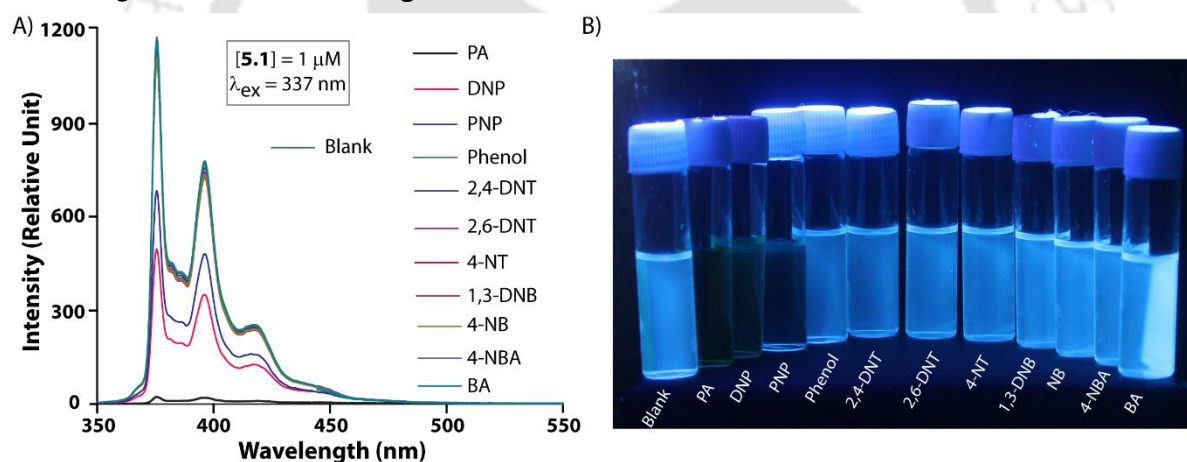 A)
1200
900
600
300
0
Intensity (Relative Unit)
350
400
450
500
550
Wavelength (nm)
[5.1] = 1 μM
λex = 337 nm
Blank
PA
DNP
PNP
Phenol
2,4-DNT
2,6-DNT
4-NT
1,3-DNB
4-NB
4-NBA
BA
B)
Blank
PA
DNP
PNP
Phenol
2,4-DNT
2,6-DNT
4-NT
1,3-DNB
NB
4-NBA
BA